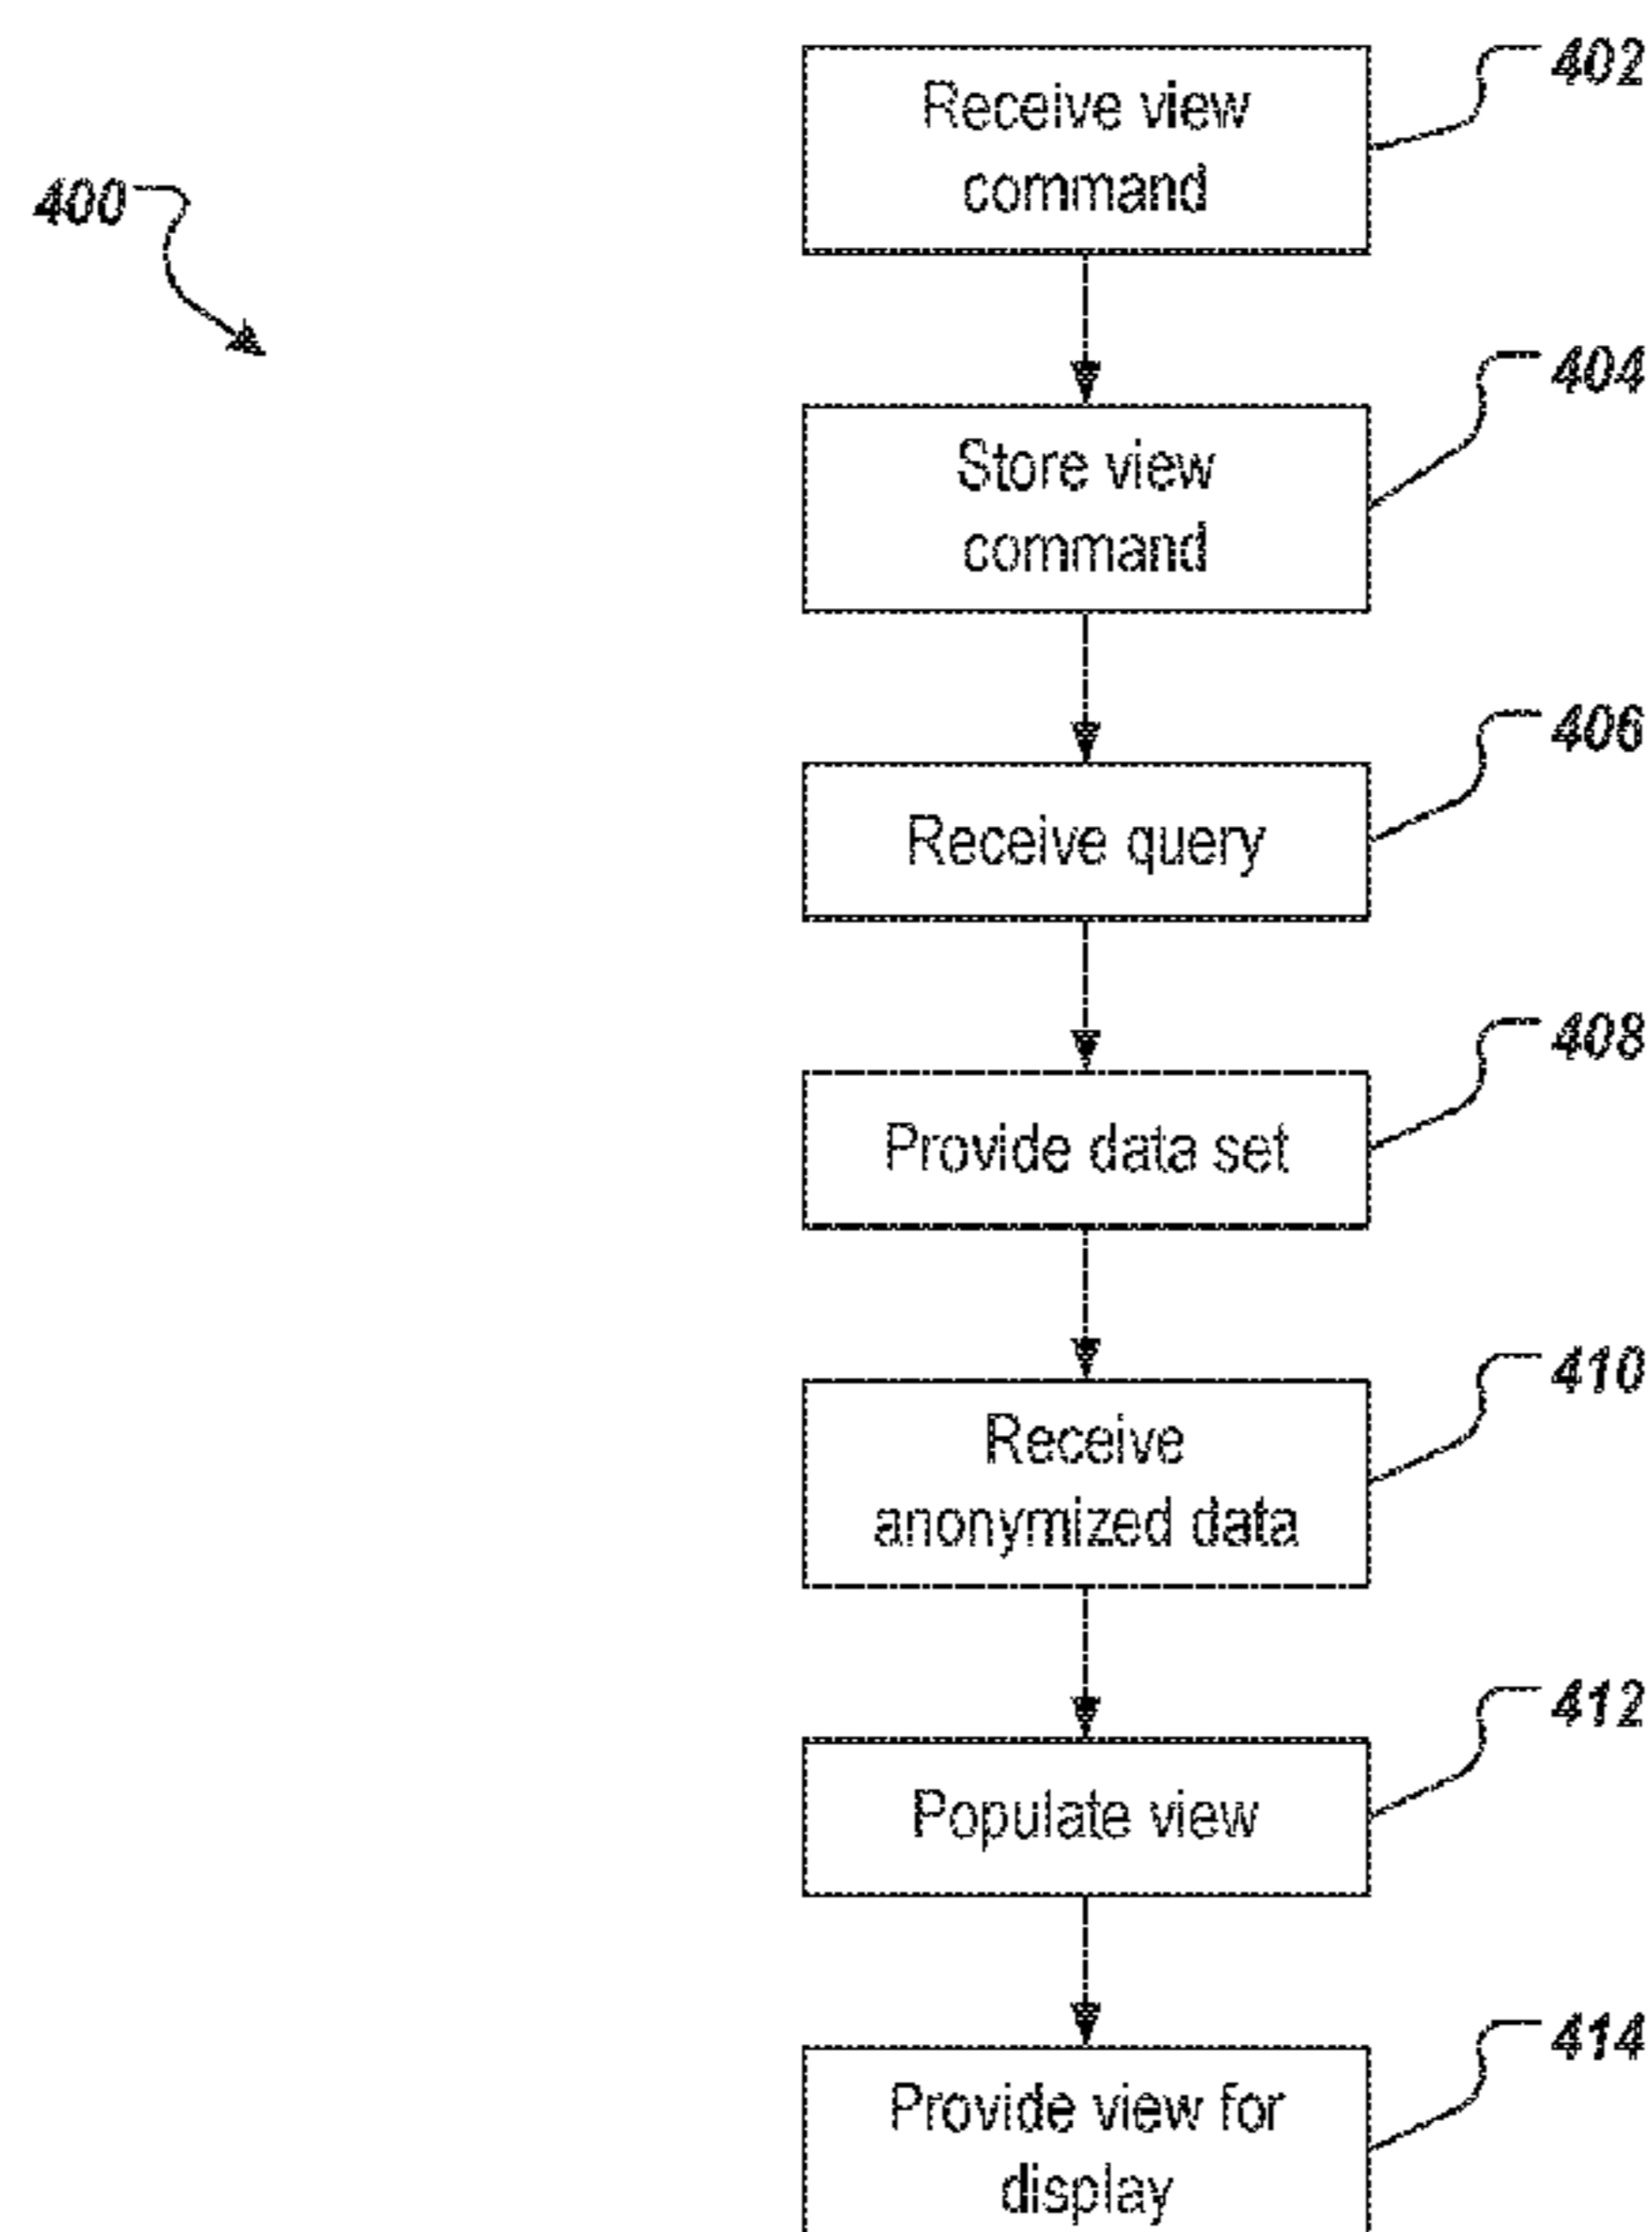 402
Receive view
command
400
404
Store view
command
406
Receive query
408
Provide data set
410
Receive
anonymized data
412
Populate view
414
Provide view for
display